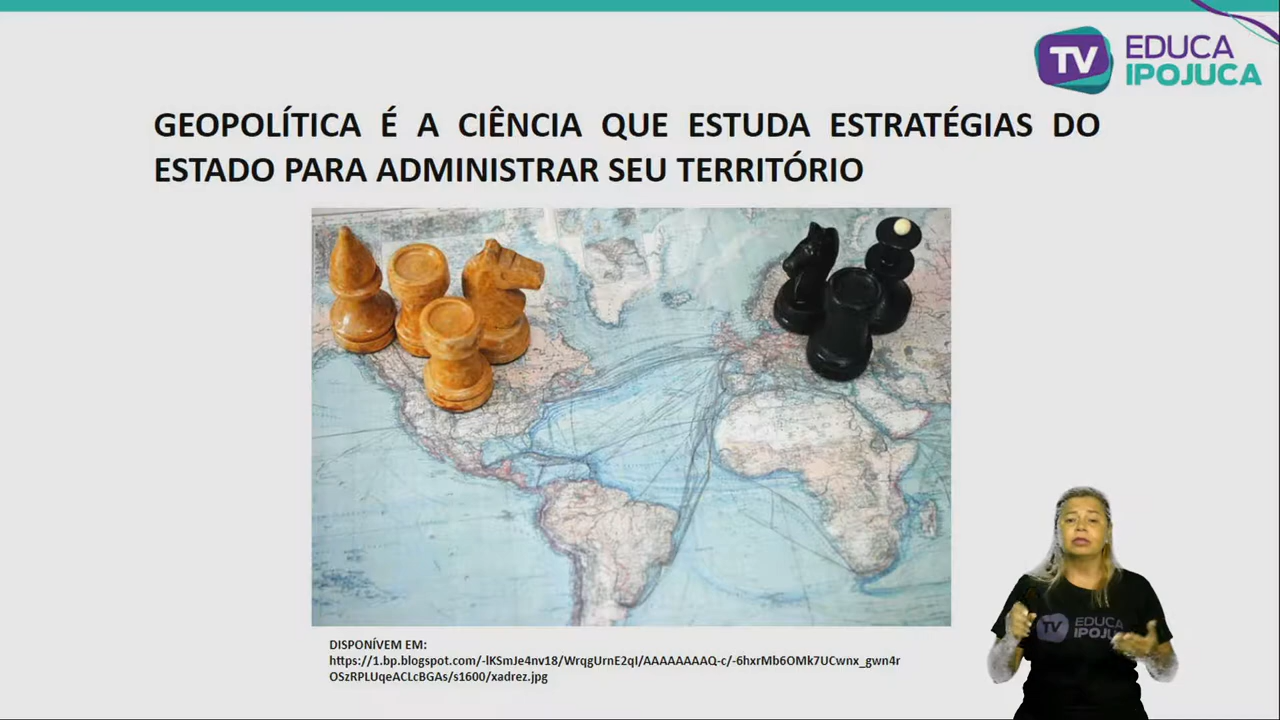 TV EDUCA
IPOJUCA
GEOPOLÍTICA É A CIÊNCIA QUE ESTUDA ESTRATÉGIAS DO
ESTADO PARA ADMINISTRAR SEU TERRITÓRIO
DISPONÍVEM EM:
https://1.bp.blogspot.com/-lKSmJe4nv18/WrqgUrnE2qI/AAAAAAAAQ-c/-6hxrMb6OMk7UCwnx_gwn4r
OSzRPLUqeACLcBGAs/s1600/xadrez.jpg
TV EDUCA
IPOJU